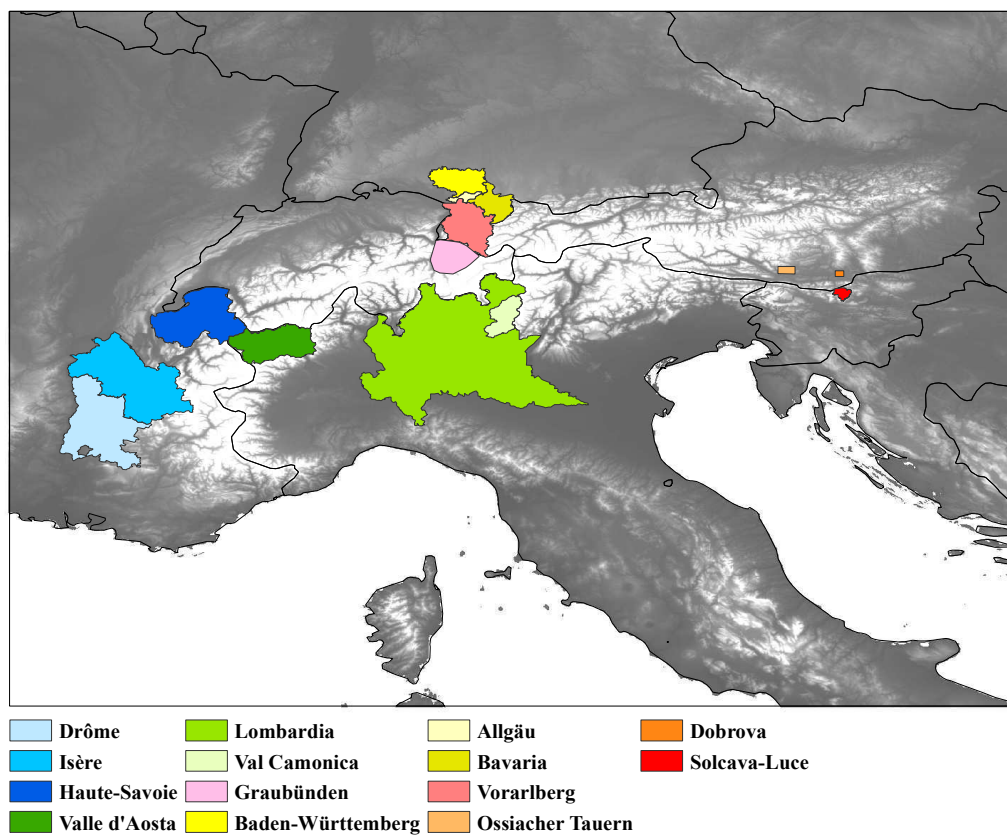 Drôme
Isère
Haute-Savoie
Valle d'Aosta
Lombardia
Val Camonica
Graubünden
Baden-Württemberg
Allgäu
Bavaria
Vorarlberg
Ossiacher Tauern
Dobrova
Solcava-Luce